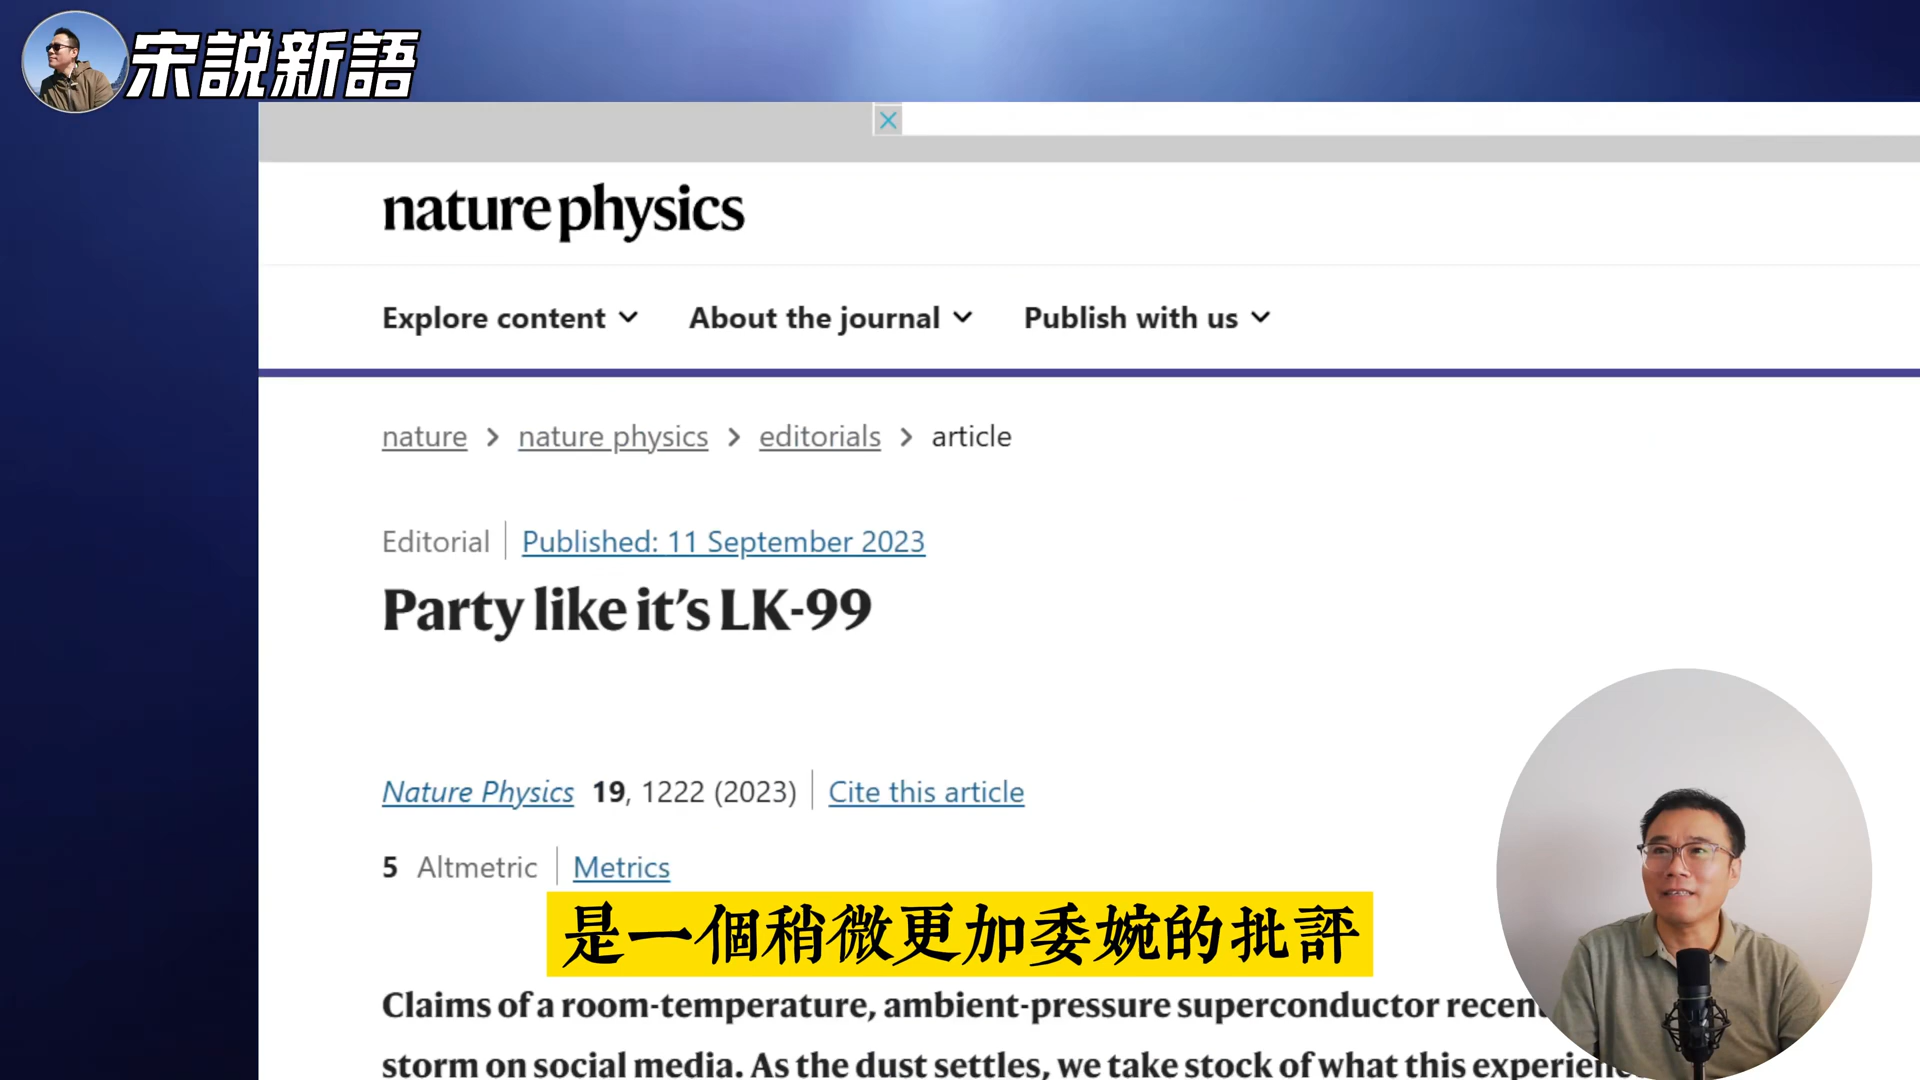 宋説新語
nature physics
Explore content About the journal Publish with us
nature > nature physics > editorials > article
Editorial | Published: 11 September 2023
Party like it’s LK-99
Nature Physics 19, 1222 (2023) | Cite this article
5 Altmetric | Metrics
是一個稍微更加委婉的批評
Claims of a room-temperature, ambient-pressure superconductor
storm on social media. As the dust settles, we take stock of what this